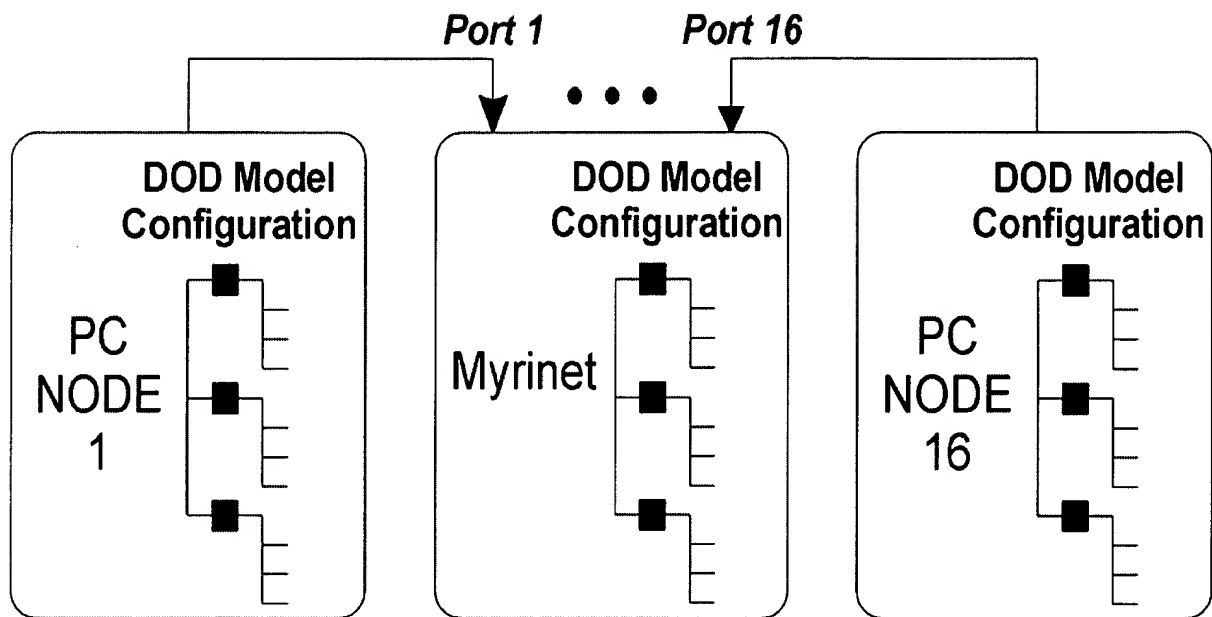 Port 1
Port 16
DOD Model
Configuration
PC
NODE
1
DOD Model
Configuration
Myrinet
DOD Model
Configuration
PC
NODE
16